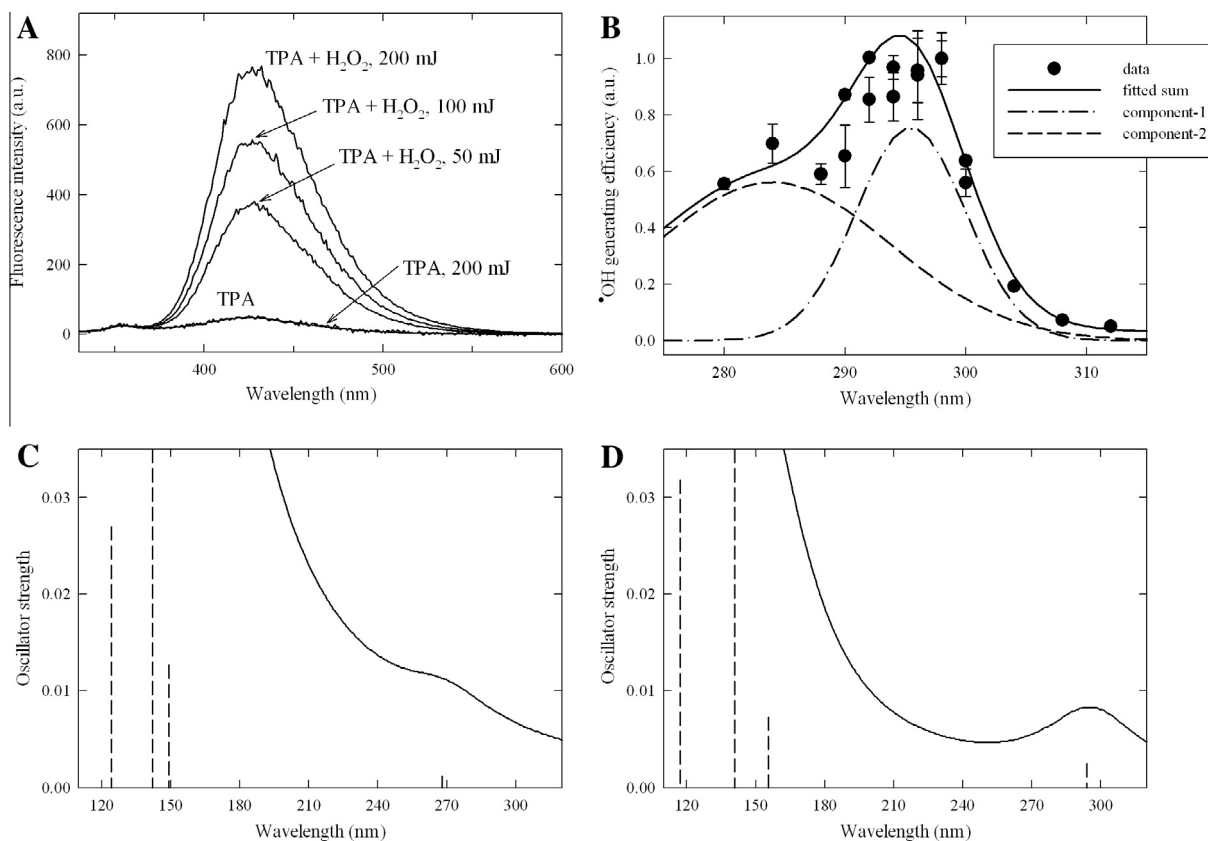 A
TPA + H₂O₂, 200 mJ
TPA + H₂O₂, 100 mJ
TPA + H₂O₂, 50 mJ
TPA, 200 mJ
TPA
Fluorescence intensity (a.u.)
800
600
400
200
0
400
500
600
Wavelength (nm)
B
•OH generating efficiency (a.u.)
1.0
0.8
0.6
0.4
0.2
0.0
280
290
300
310
Wavelength (nm)
data
fitted sum
component-1
component-2
C
Oscillator strength
0.03
0.02
0.01
0.00
120
150
180
210
240
270
300
Wavelength (nm)
D
Oscillator strength
0.03
0.02
0.01
0.00
120
150
180
210
240
270
300
Wavelength (nm)